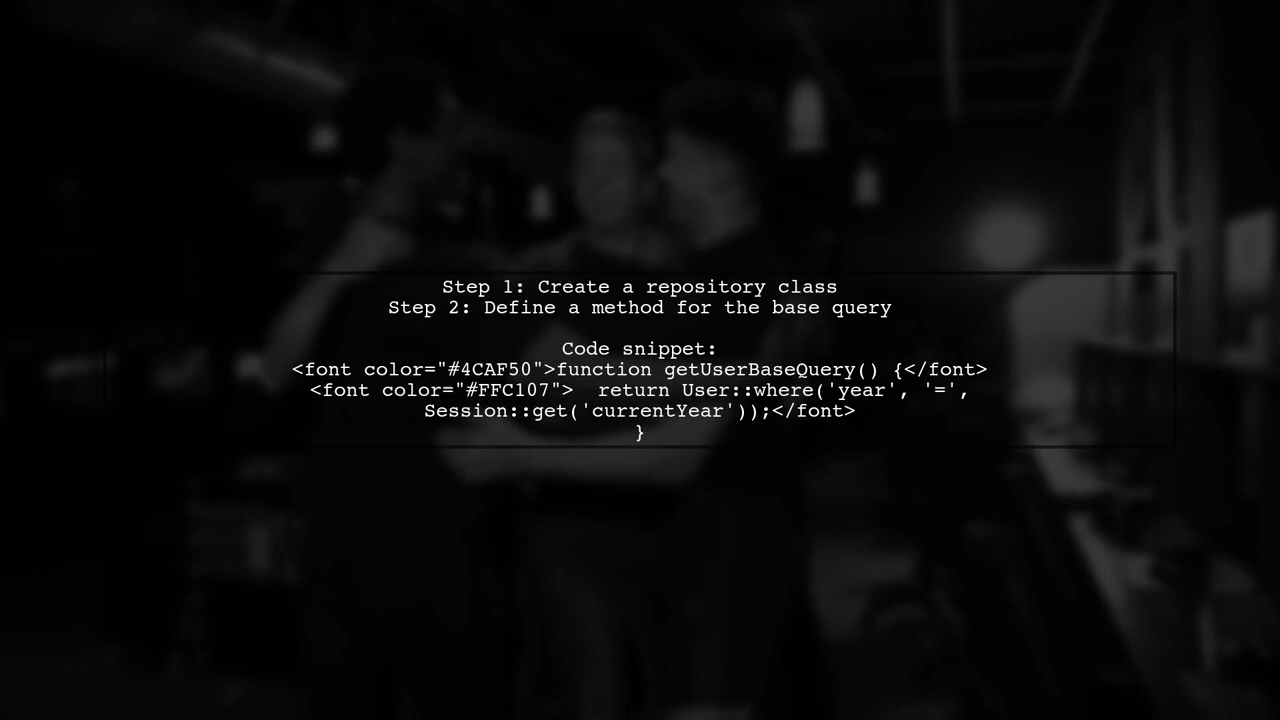 Step 1: Create a repository class
Step 2: Define a method for the base query
Code snippet:
<font color="#4CAF50">function getUserBaseQuery() {</font>
<font color="#FFC107">  return User::where('year', '=',
Session::get('currentYear'));</font>
}